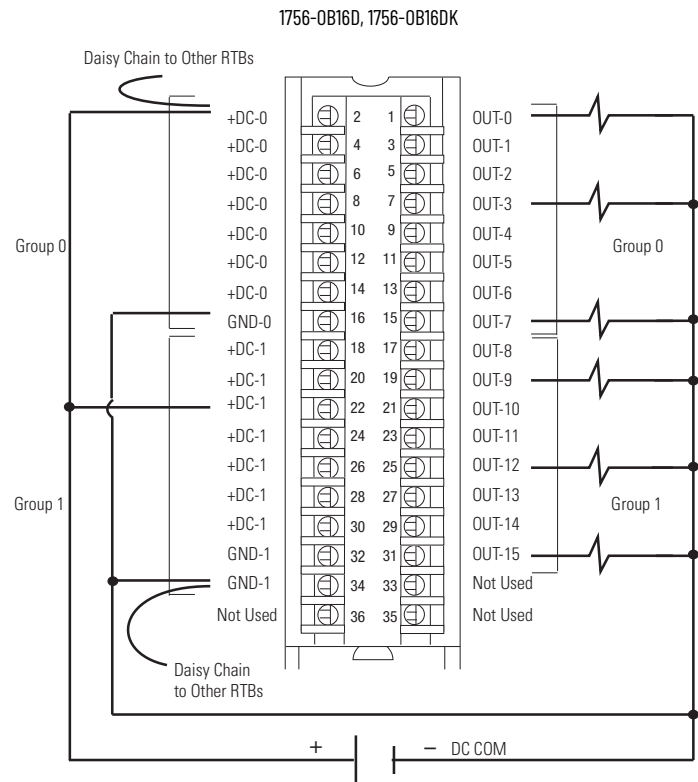 1756-OB16D, 1756-OB16DK
Daisy Chain to Other RTBs
+DC-0 2 1 OUT-0
+DC-0 4 3 OUT-1
+DC-0 6 5 OUT-2
+DC-0 8 7 OUT-3
Group 0 +DC-0 10 9 OUT-4 Group 0
+DC-0 12 11 OUT-5
+DC-0 14 13 OUT-6
GND-0 16 15 OUT-7
+DC-1 18 17 OUT-8
+DC-1 20 19 OUT-9
+DC-1 22 21 OUT-10
+DC-1 24 23 OUT-11
+DC-1 26 25 OUT-12
Group 1 +DC-1 28 27 OUT-13 Group 1
+DC-1 30 29 OUT-14
GND-1 32 31 OUT-15
GND-1 34 33 Not Used
Not Used 36 35 Not Used
Daisy Chain
to Other RTBs
+ – DC COM